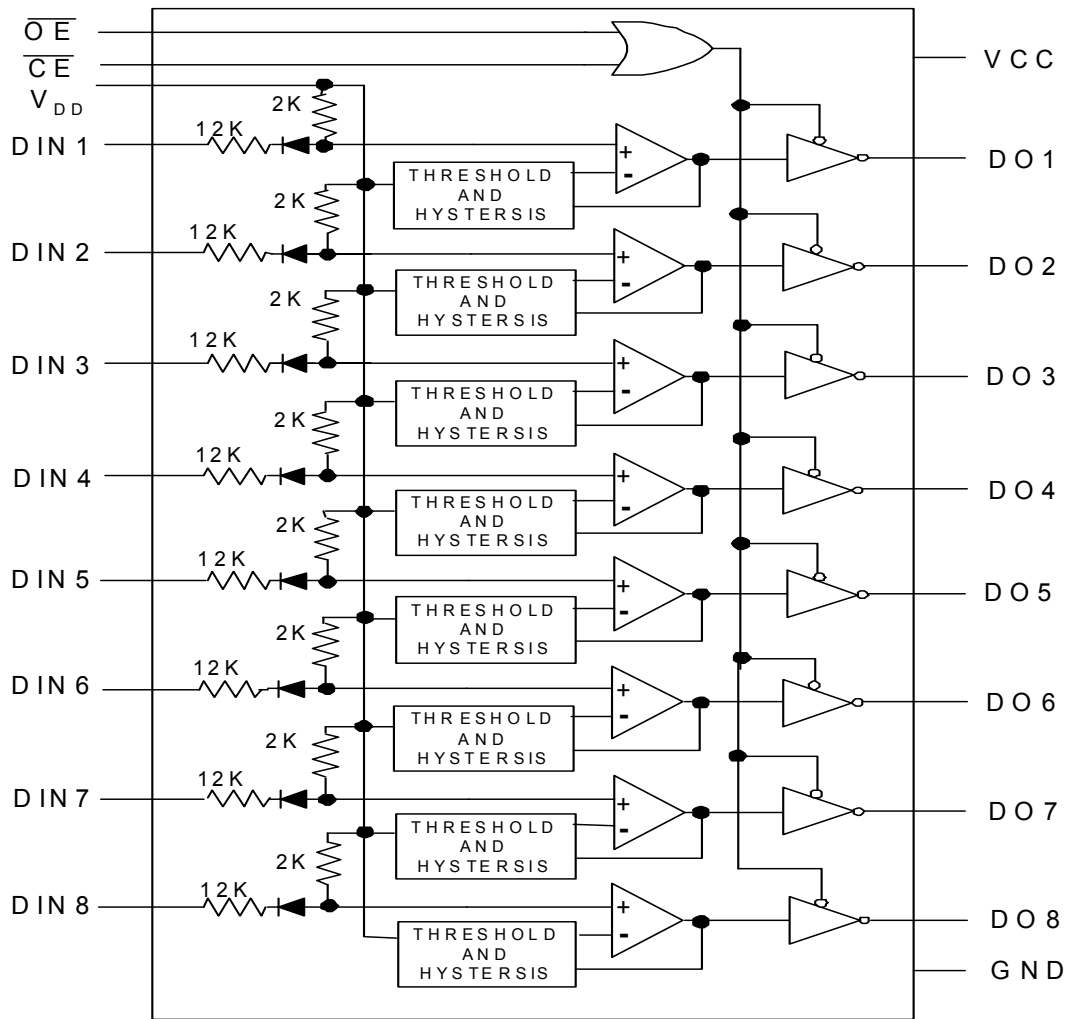 OE
CE
VDD
DIN 1
DIN 2
DIN 3
DIN 4
DIN 5
DIN 6
DIN 7
DIN 8
12K
2K
THRESHOLD
AND
HYSTERSIS
+
-
12K
2K
THRESHOLD
AND
HYSTERSIS
+
-
12K
2K
THRESHOLD
AND
HYSTERSIS
+
-
12K
2K
THRESHOLD
AND
HYSTERSIS
+
-
12K
2K
THRESHOLD
AND
HYSTERSIS
+
-
12K
2K
THRESHOLD
AND
HYSTERSIS
+
-
12K
2K
THRESHOLD
AND
HYSTERSIS
+
-
12K
2K
THRESHOLD
AND
HYSTERSIS
+
-
VCC
DO1
DO2
DO3
DO4
DO5
DO6
DO7
DO8
GND